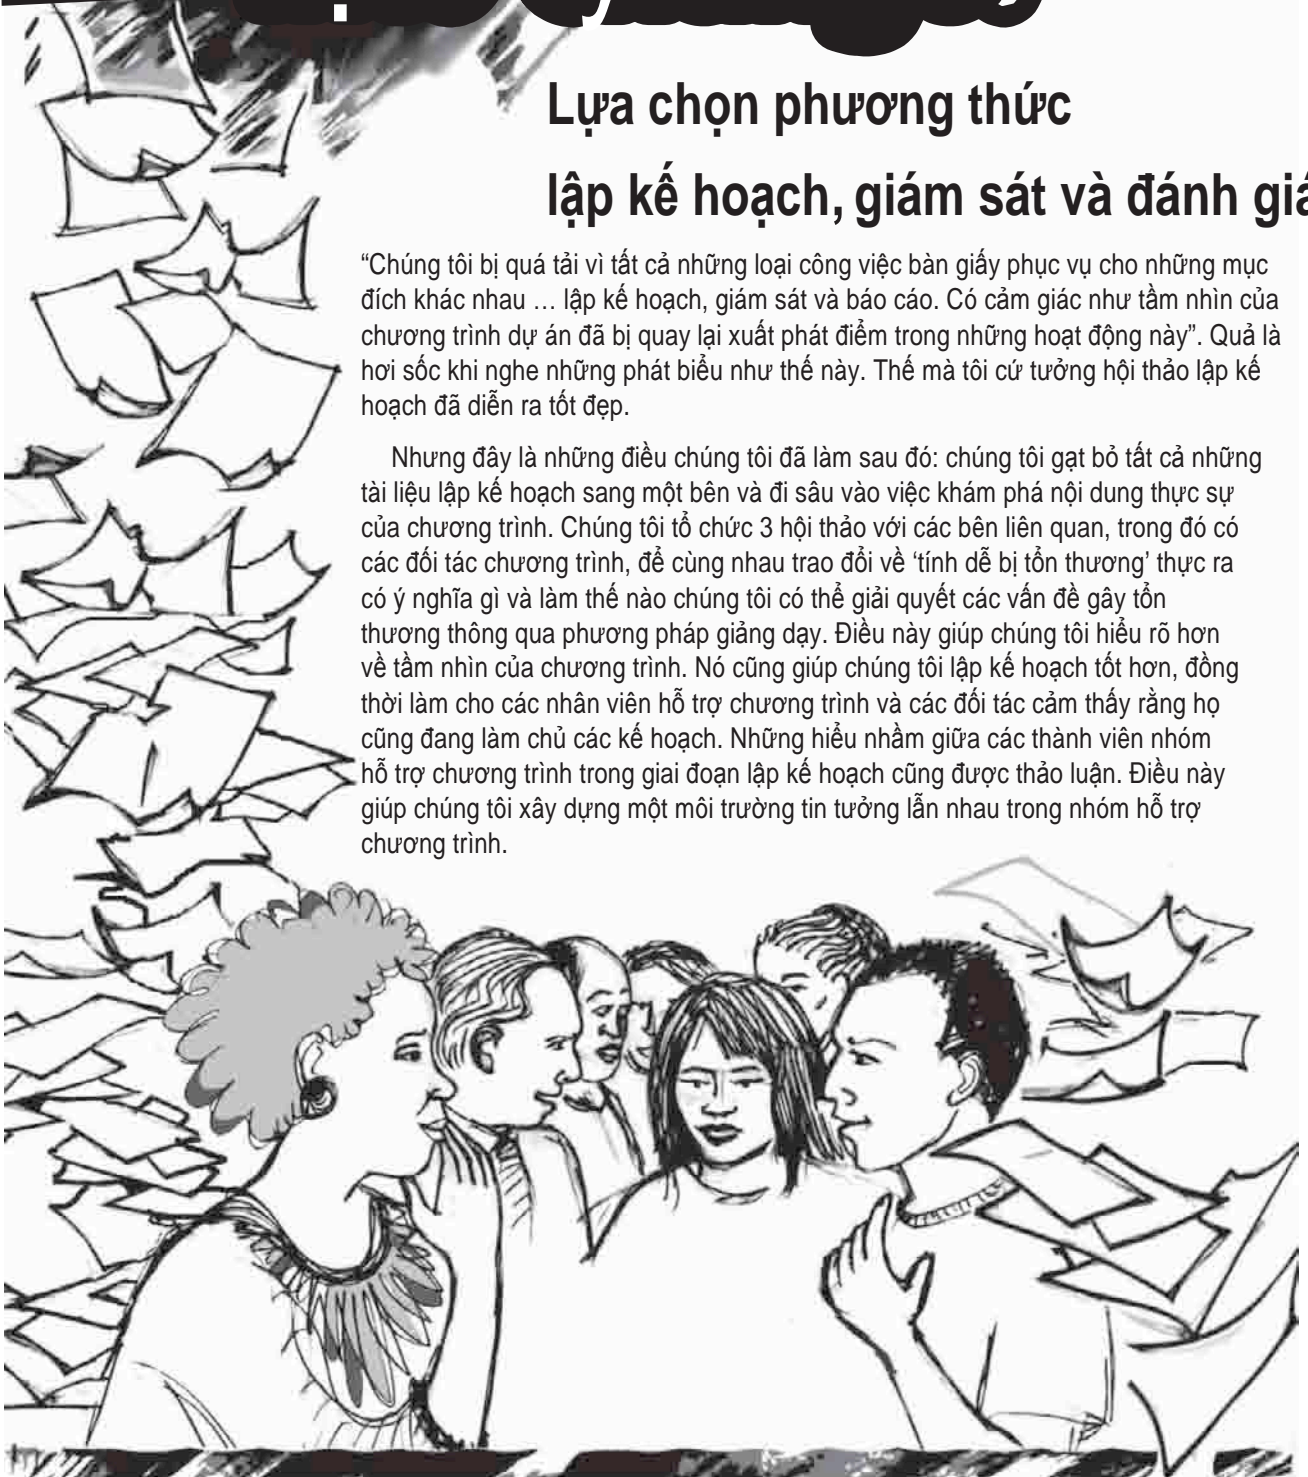 Lựa chọn phương thức
lập kế hoạch, giám sát và đánh giá
“Chúng tôi bị quá tải vì tất cả những loại công việc bàn giấy phục vụ cho những mục
đích khác nhau … lập kế hoạch, giám sát và báo cáo. Có cảm giác như tầm nhìn của
chương trình dự án đã bị quay lại xuất phát điểm trong những hoạt động này”. Quả là
hơi sốc khi nghe những phát biểu như thế này. Thế mà tôi cứ tưởng hội thảo lập kế
hoạch đã diễn ra tốt đẹp.
Nhưng đây là những điều chúng tôi đã làm sau đó: chúng tôi gạt bỏ tất cả những
tài liệu lập kế hoạch sang một bên và đi sâu vào việc khám phá nội dung thực sự
của chương trình. Chúng tôi tổ chức 3 hội thảo với các bên liên quan, trong đó có
các đối tác chương trình, để cùng nhau trao đổi về ‘tính dễ bị tổn thương’ thực ra
có ý nghĩa gì và làm thế nào chúng tôi có thể giải quyết các vấn đề gây tổn
thương thông qua phương pháp giảng dạy. Điều này giúp chúng tôi hiểu rõ hơn
về tầm nhìn của chương trình. Nó cũng giúp chúng tôi lập kế hoạch tốt hơn, đồng
thời làm cho các nhân viên hỗ trợ chương trình và các đối tác cảm thấy rằng họ
cũng đang làm chủ các kế hoạch. Những hiểu nhầm giữa các thành viên nhóm
hỗ trợ chương trình trong giai đoạn lập kế hoạch cũng được thảo luận. Điều này
giúp chúng tôi xây dựng một môi trường tin tưởng lẫn nhau trong nhóm hỗ trợ
chương trình.